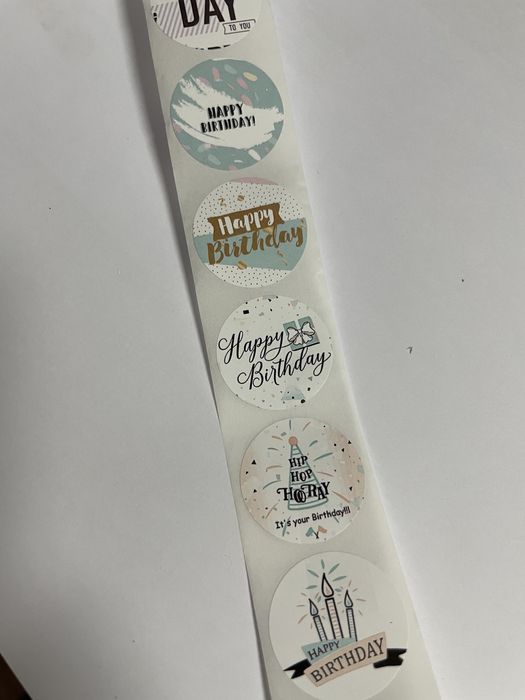 DAY
TO YOU
HAPPY
BIRTHDAY!
Happy
Birthday
Happy
Birthday
HIP
HOP
HOORAY
It's your Birthday!!!
HAPPY
BIRTHDAY